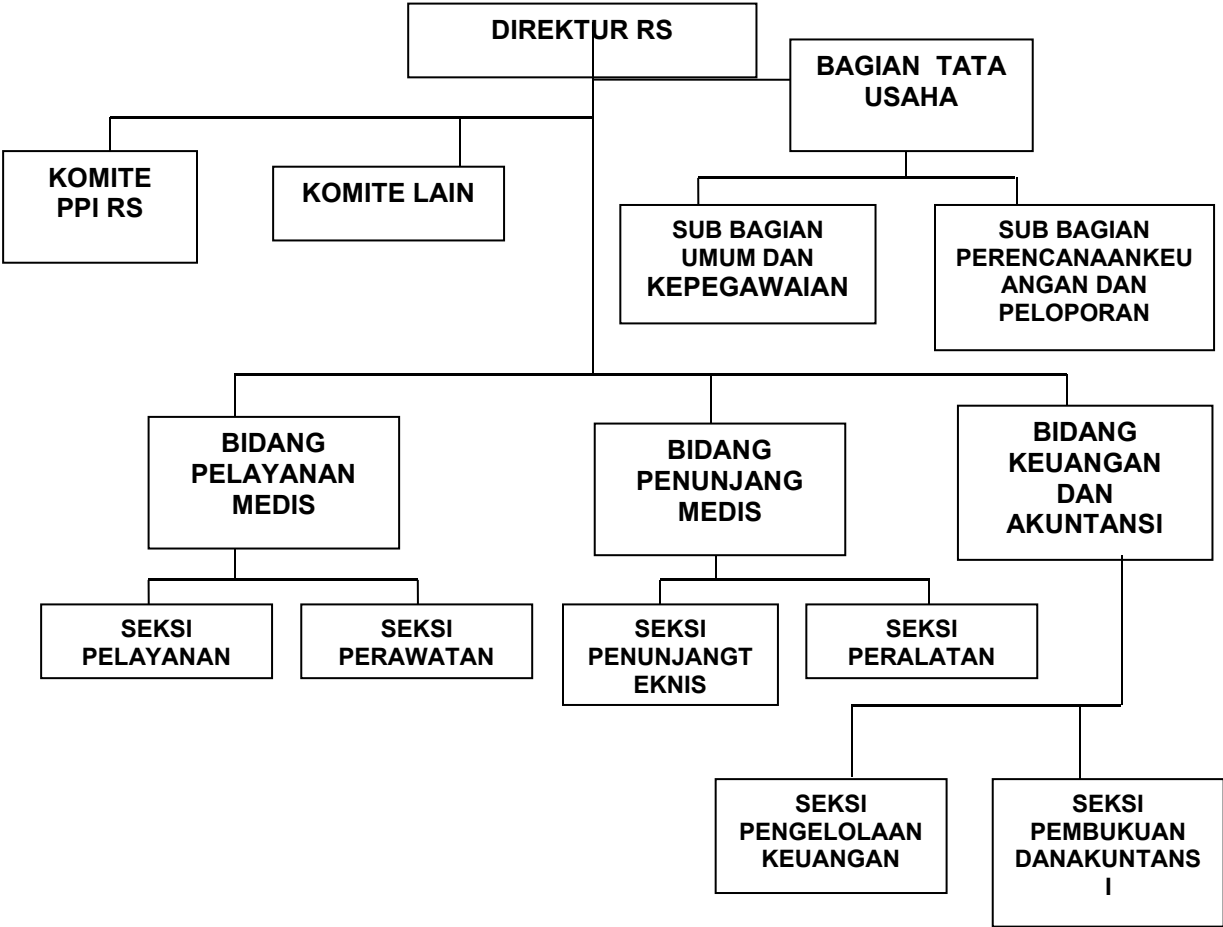 DIREKTUR RS
BAGIAN TATA
USAHA
KOMITE
PPI RS
KOMITE LAIN
SUB BAGIAN
UMUM DAN
KEPEGAWAIAN
SUB BAGIAN
PERENCANAANKEU
ANGAN DAN
PELOPORAN
BIDANG
PELAYANAN
MEDIS
BIDANG
PENUNJANG
MEDIS
BIDANG
KEUANGAN
DAN
AKUNTANSI
SEKSI
PELAYANAN
SEKSI
PERAWATAN
SEKSI
PENUNJANGT
EKNIS
SEKSI
PERALATAN
SEKSI
PENGELOLAAN
KEUANGAN
SEKSI
PEMBUKUAN
DANAKUNTANS
I